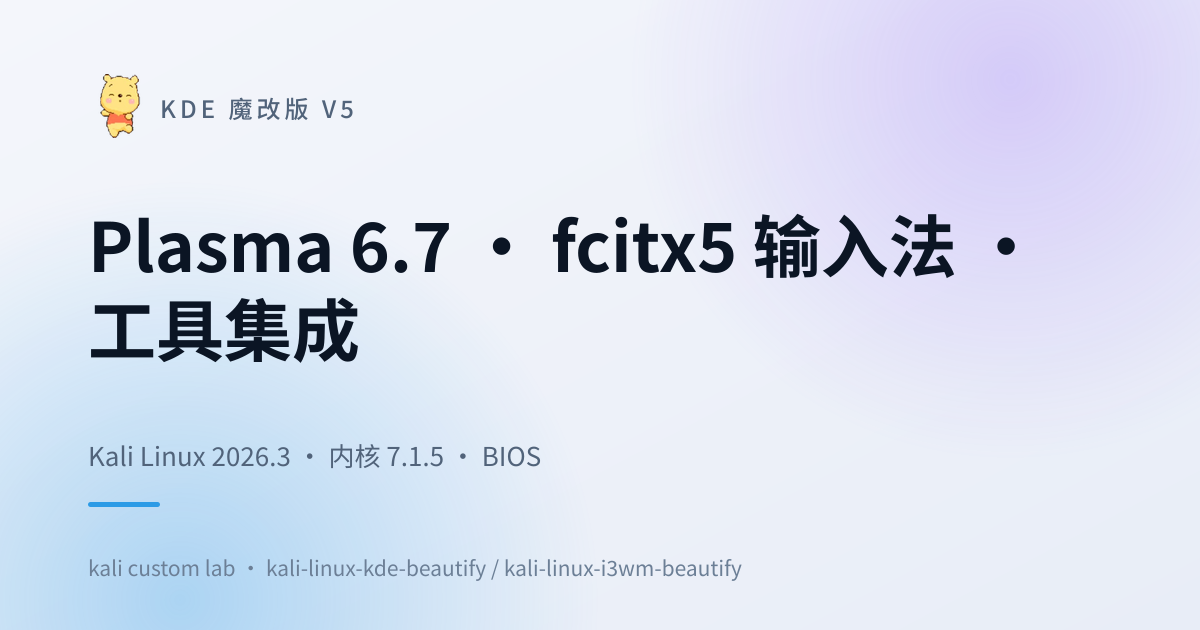 KDE 魔改版 V5
Plasma 6.7 · fcitx5 输入法 ·
工具集成
Kali Linux 2026.3 · 内核 7.1.5 · BIOS
kali custom lab · kali-linux-kde-beautify / kali-linux-i3wm-beautify